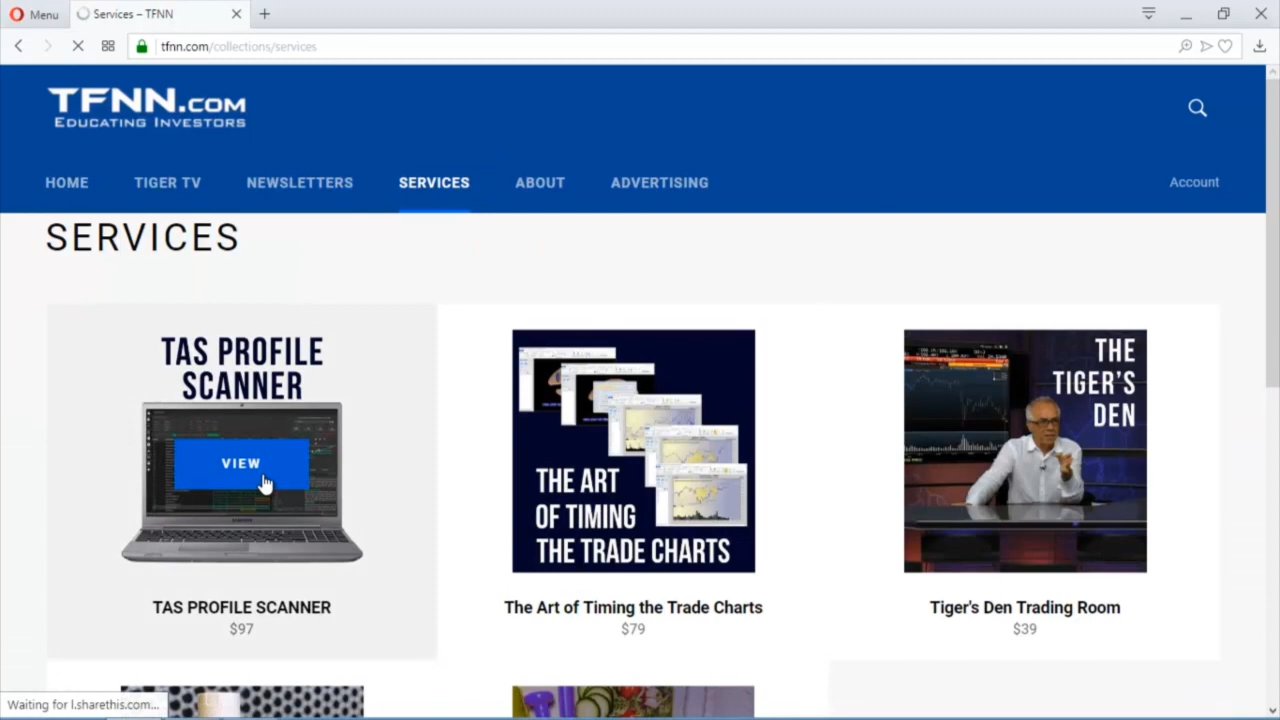 Menu
Services – TFNN
tfnn.com/collections/services
TFNN.COM
EDUCATING INVESTORS
HOME TIGER TV NEWSLETTERS SERVICES ABOUT ADVERTISING Account
SERVICES
TAS PROFILE
SCANNER
VIEW
THE ART
OF TIMING
THE TRADE CHARTS
THE
TIGER'S
DEN
TAS PROFILE SCANNER
$97
The Art of Timing the Trade Charts
$79
Tiger's Den Trading Room
$39
Waiting for l.sharethis.com...